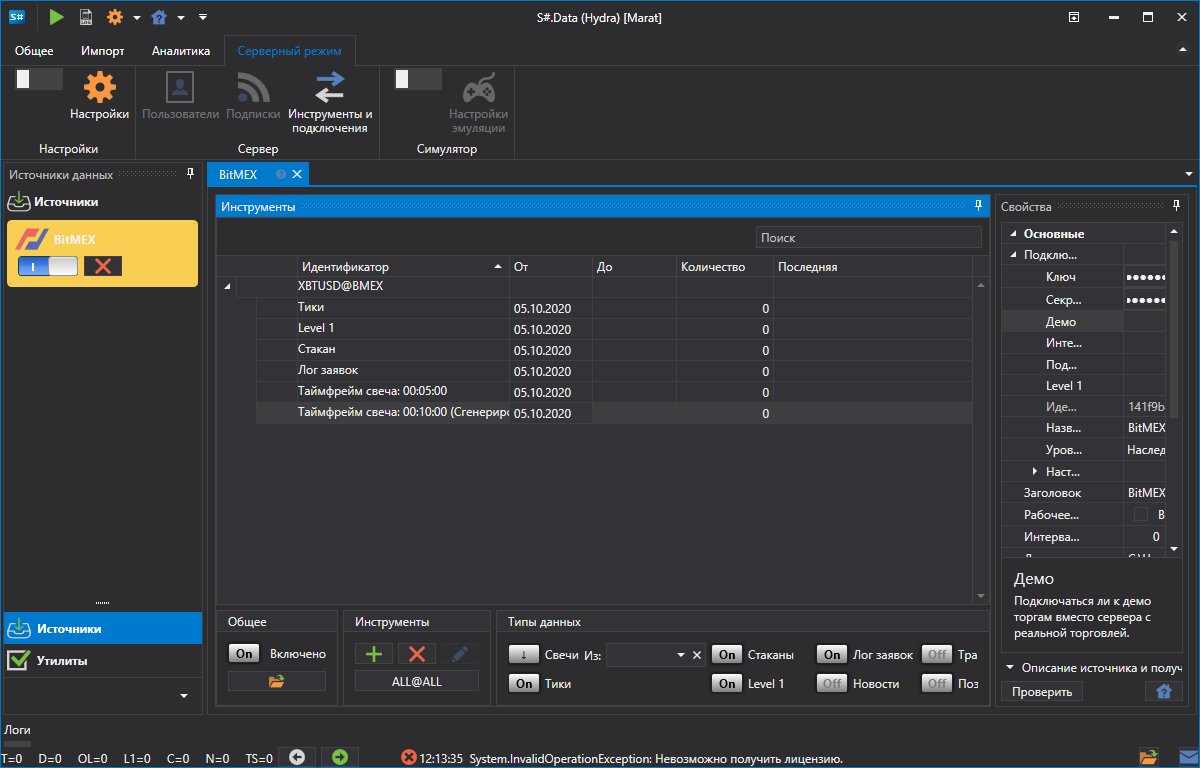 S#
LOG
S#.Data (Hydra) [Marat]
Общее Импорт Аналитика Серверный режим
Настройки Пользователи Подписки Инструменты и подключения Настройки эмуляции
Настройки Сервер Симулятор
Источники данных
Источники
BitMEX
I
Источники
Утилиты
BitMEX
Инструменты
Поиск
Идентификатор От До Количество Последняя
XBTUSD@BMEX
Тики 05.10.2020 0
Level 1 05.10.2020 0
Стакан 05.10.2020 0
Лог заявок 05.10.2020 0
Таймфрейм свеча: 00:05:00 05.10.2020 0
Таймфрейм свеча: 00:10:00 (Сгенериро 05.10.2020 0
Общее
On Включено
Инструменты
ALL@ALL
Типы данных
Свечи Из: On Стаканы On Лог заявок Off Тра
On Тики On Level 1 Off Новости Off Поз
Свойства
Основные
Подклю...
Ключ ●●●●●●
Секр... ●●●●●●
Демо
Инте...
Под...
Level 1
Иде... 141f9b
Назв... BitMEX
Уров... Наслед
Наст...
Заголовок BitMEX
Рабочее... В
Интерва... 0
Демо
Подключаться ли к демо
торгам вместо сервера с
реальной торговлей.
Описание источника и получ
Проверить
Логи
T=0 D=0 OL=0 L1=0 C=0 N=0 TS=0 12:13:35 System.InvalidOperationException: Невозможно получить лицензию.